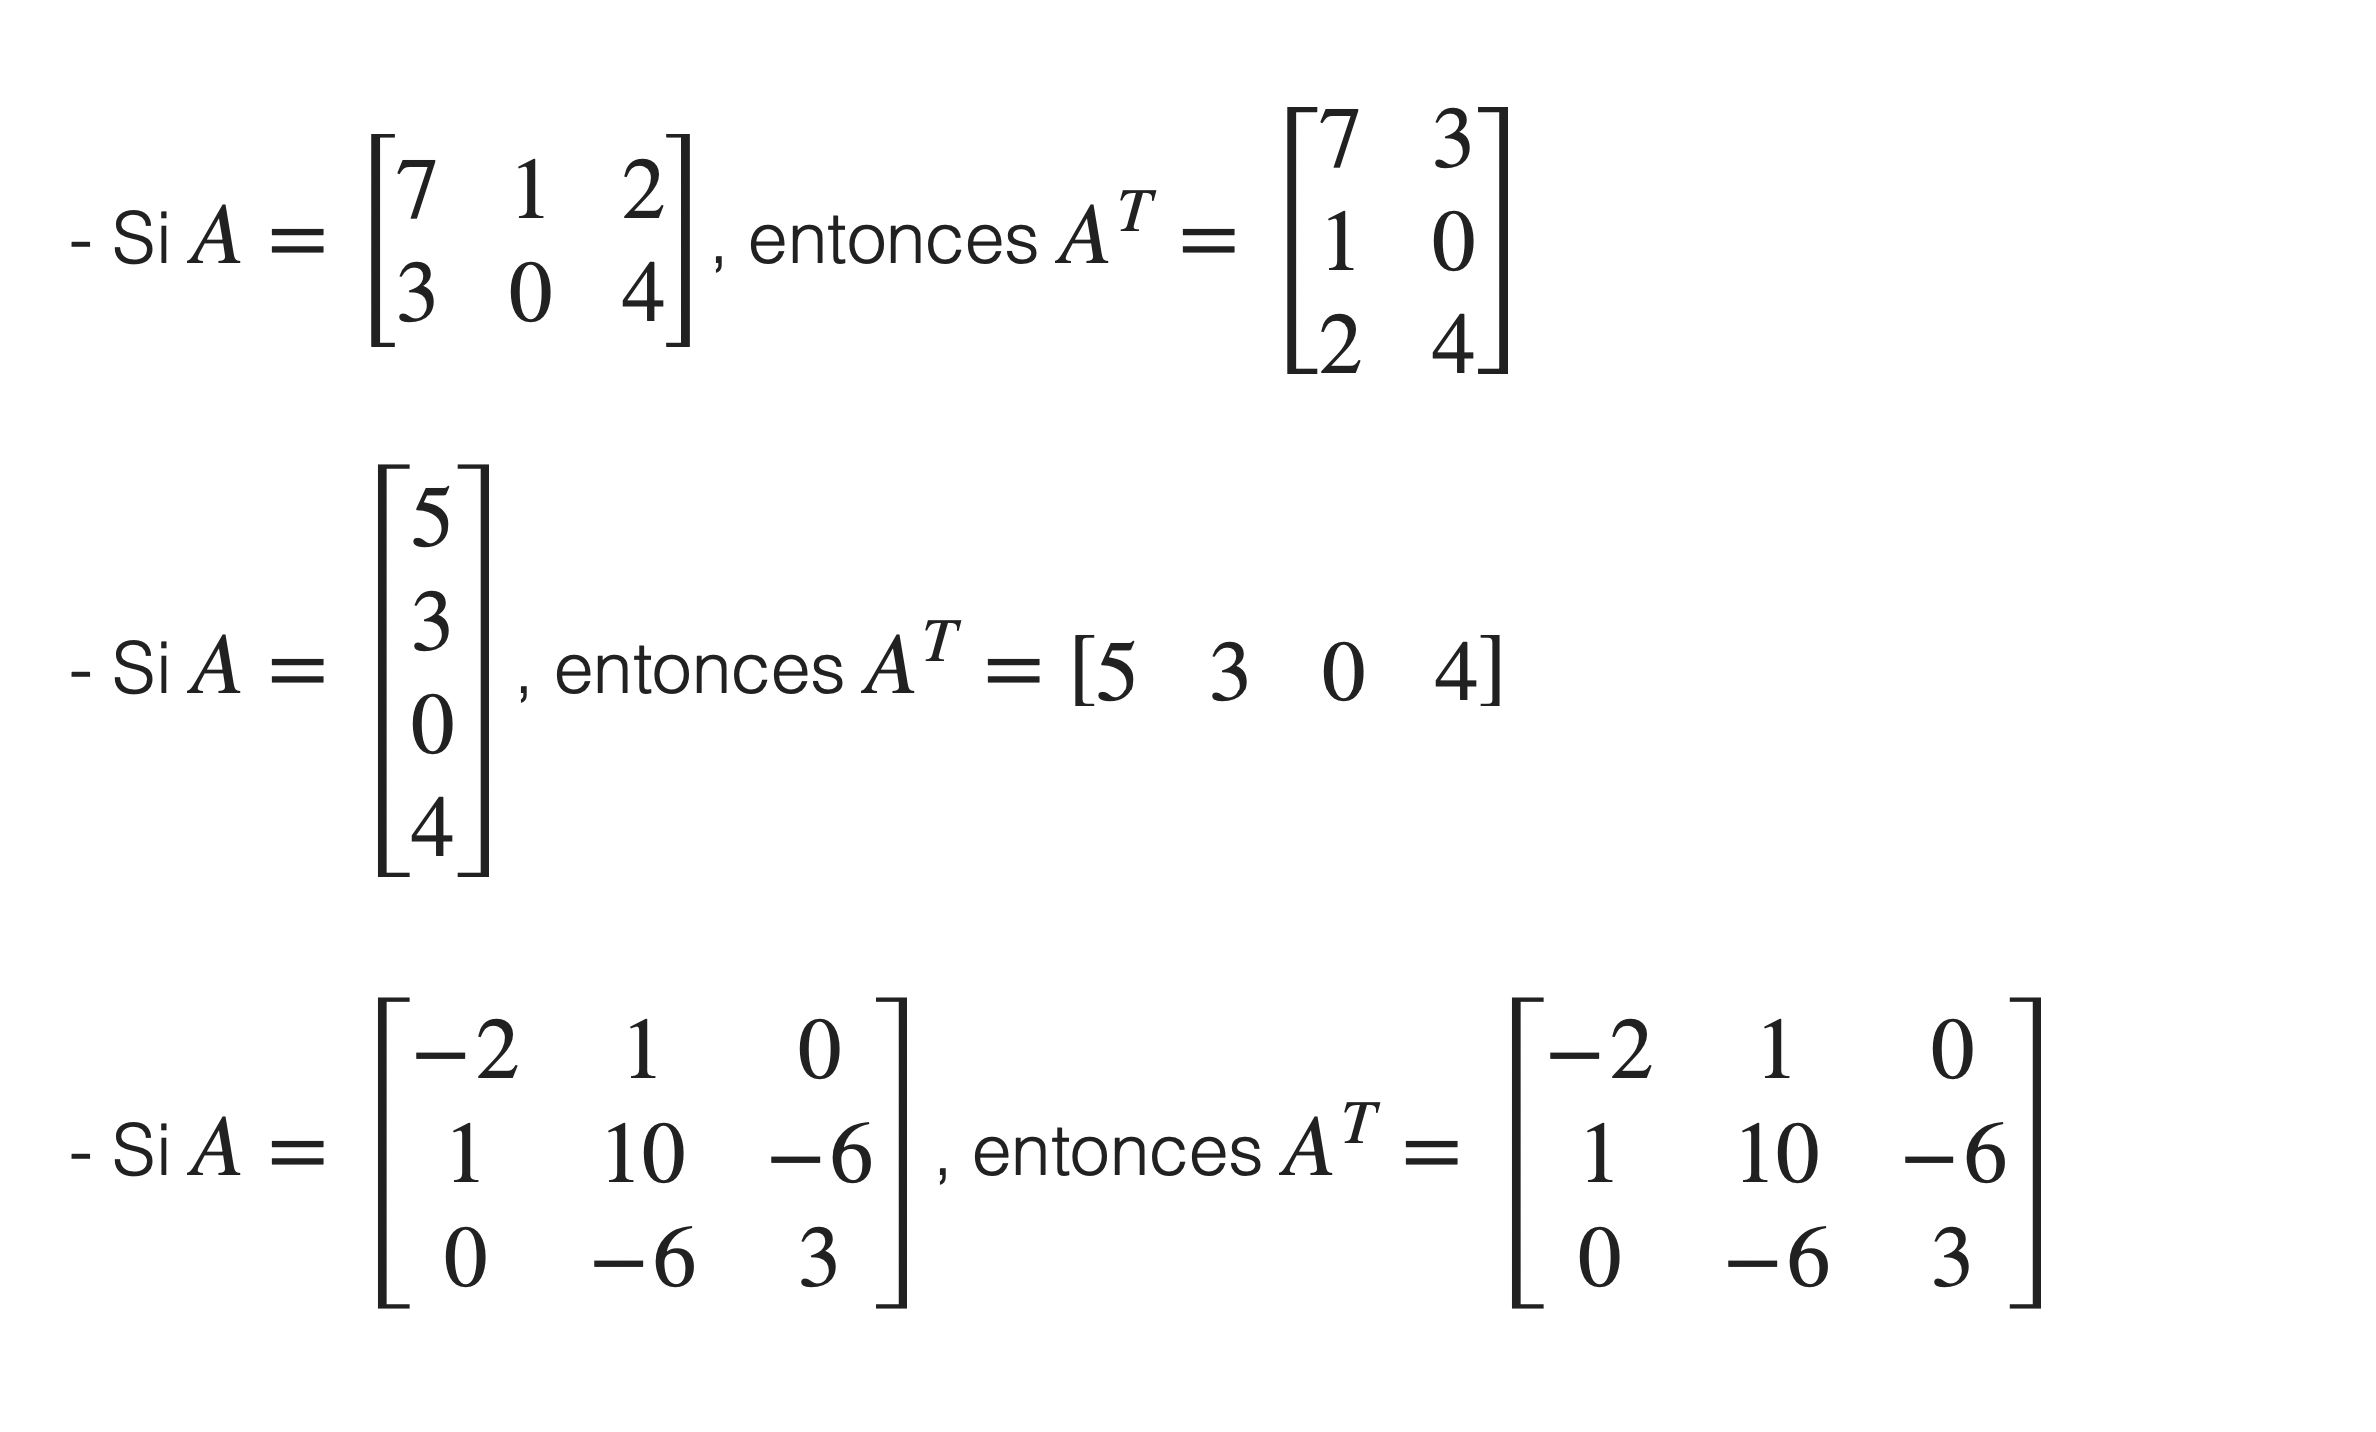 - Si $A = \begin{bmatrix} 7 & 1 & 2 \\ 3 & 0 & 4 \end{bmatrix}$, entonces $A^T = \begin{bmatrix} 7 & 3 \\ 1 & 0 \\ 2 & 4 \end{bmatrix}$
- Si $A = \begin{bmatrix} 5 \\ 3 \\ 0 \\ 4 \end{bmatrix}$, entonces $A^T = \begin{bmatrix} 5 & 3 & 0 & 4 \end{bmatrix}$
- Si $A = \begin{bmatrix} -2 & 1 & 0 \\ 1 & 10 & -6 \\ 0 & -6 & 3 \end{bmatrix}$, entonces $A^T = \begin{bmatrix} -2 & 1 & 0 \\ 1 & 10 & -6 \\ 0 & -6 & 3 \end{bmatrix}$